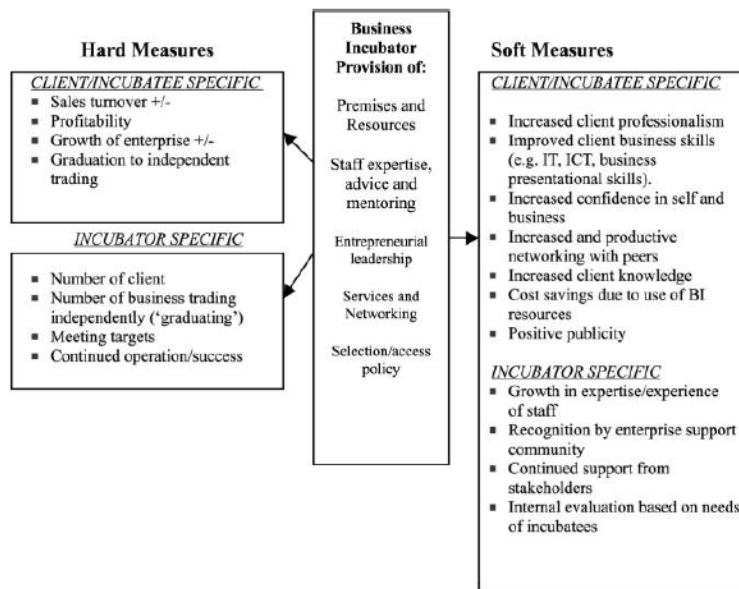 Hard Measures
CLIENT/INCUBATEE SPECIFIC
▪ Sales turnover +/-
▪ Profitability
▪ Growth of enterprise +/-
▪ Graduation to independent
trading
INCUBATOR SPECIFIC
▪ Number of client
▪ Number of business trading
independently (‘graduating’)
▪ Meeting targets
▪ Continued operation/success
Business
Incubator
Provision of:
Premises and
Resources
Staff expertise,
advice and
mentoring
Entrepreneurial
leadership
Services and
Networking
Selection/access
policy
Soft Measures
CLIENT/INCUBATEE SPECIFIC
▪ Increased client professionalism
▪ Improved client business skills
(e.g. IT, ICT, business
presentational skills).
▪ Increased confidence in self and
business
▪ Increased and productive
networking with peers
▪ Increased client knowledge
▪ Cost savings due to use of BI
resources
▪ Positive publicity
INCUBATOR SPECIFIC
▪ Growth in expertise/experience
of staff
▪ Recognition by enterprise support
community
▪ Continued support from
stakeholders
▪ Internal evaluation based on needs
of incubatees